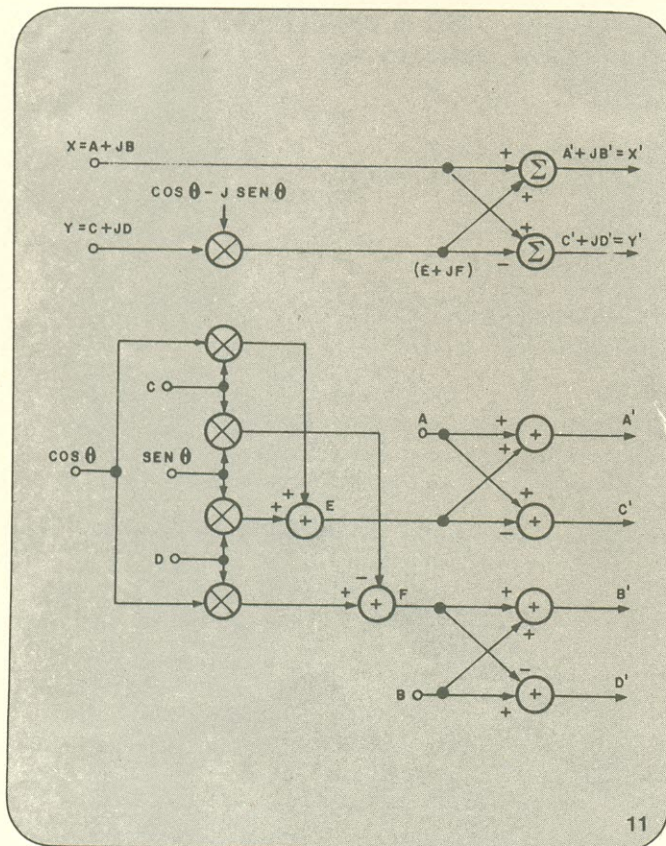 X=A+JB
+
A'+JB'=X'
Σ
+
COS θ - J SEN θ
Y=C+JD
+
C'+JD'=Y'
Σ
−
(E+JF)
C
A
+
+
+
A'
COS θ
SEN θ
+
+
+
E
+
−
+
C'
D
−
+
+
F
+
+
+
B'
B
−
+
+
D'
11